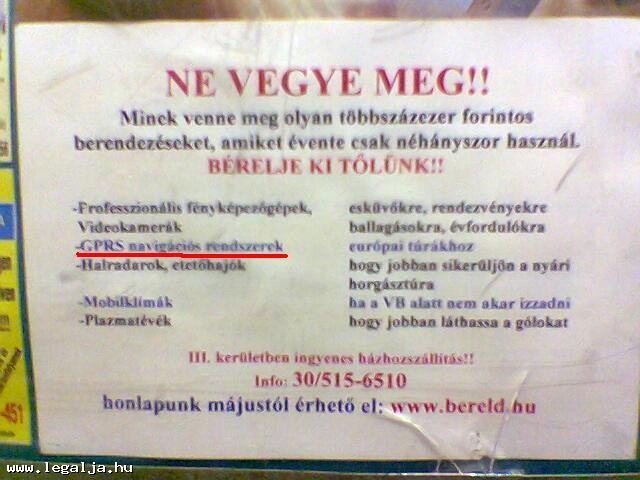 NE VEGYE MEG!!
Minek venne meg olyan többszázezer forintos
berendezéseket, amiket évente csak néhányszor használ.
BÉRELJE KI TŐLÜNK!!
-Professzionális fényképezőgépek, esküvőkre, rendezvényekre
Videokamerák ballagásokra, évfordulókra
-GPRS navigációs rendszerek európai túrákhoz
-Halradarok, etetőhajók hogy jobban sikerüljön a nyári
horgásztúra
-Mobilklímák ha a VB alatt nem akar izzadni
-Plazmatévék hogy jobban láthassa a gólokat
III. kerületben ingyenes házhozszállítás!!
Info: 30/515-6510
honlapunk májustól érhető el: www.bereld.hu
-451
www.legalja.hu